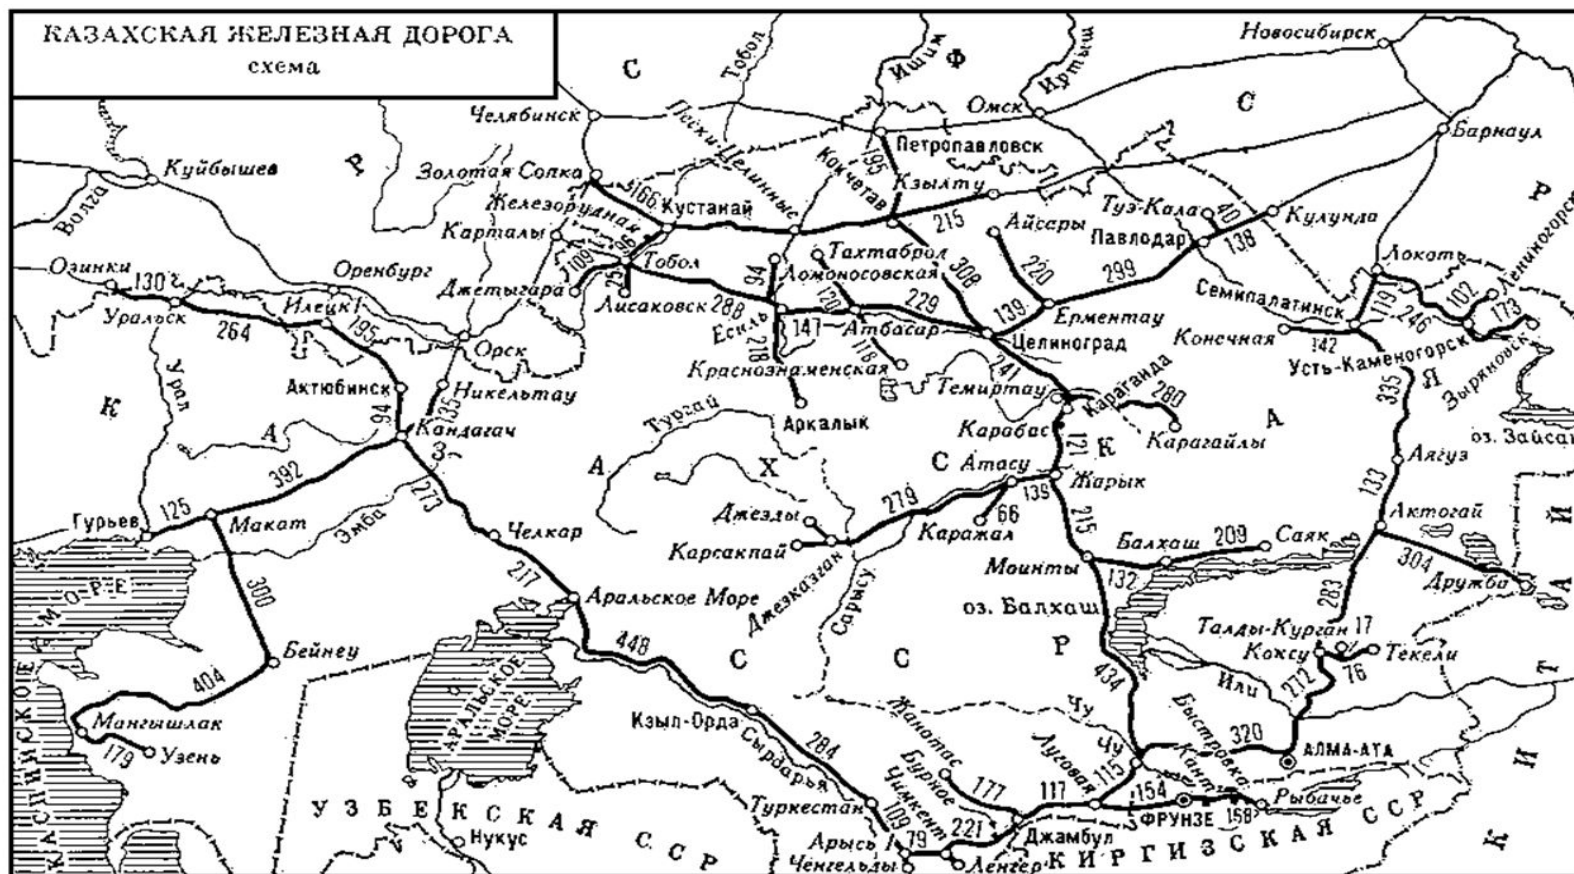 КАЗАХСКАЯ ЖЕЛЕЗНАЯ ДОРОГА
схема
Новосибирск
С
Ф
Тобол
Ишим
Иртыш
Омск
С
Челябинск
Барнаул
Пески Целинные
Петропавловск
Р
Куйбышев
Золотая Сопка
166
Кокчетав
195
Кзылту
Р
Волга
Железорудная
Кустанай
215
Айсары
Туз-Кала
40
Кулунда
Лениногорск
Карталы
96
Тахтаброд
Павлодар
138
Озинки
130
Оренбург
109
Тобол
94
Ломоносовская
308
220
299
Локоть
Джетыгара
25
Лисаковск
288
120
229
139
Семипалатинск
119
246
102
173
Уральск
264
Илецк I
195
Есиль
147
Атбасар
Ерментау
Конечная
142
Орск
218
118
Целиноград
Усть-Каменогорск
Краснознаменская
241
Зыряновск
Актюбинск
Никельтау
Темиртау
Караганда
280
335
Я
К
Урал
94
135
Аркалык
А
Тургай
Карабас
Карагайлы
оз. Зайсан
А
Кандагач
З
121
К
392
А
Х
С
Атасу
Аягуз
273
139
Жарык
133
125
279
Гурьев
Макат
Эмба
Джезды
Каражал
66
215
Актогай
Челкар
Карсакпай
Балхаш
209
Саяк
Й
Моинты
132
304
Дружба
300
217
Джезказган
Сарысу
283
А
Аральское Море
оз. Балхаш
Талды-Курган
17
Бейнеу
448
С
С
Р
Коксу
Текели
76
404
434
Или
272
Т
КАСПИЙСКОЕ МОРЕ
АРАЛЬСКОЕ МОРЕ
Кзыл-Орда
Чу
Мангышлак
284
Жанатас
Чу
320
Быстровка
АЛМА-АТА
179
Узень
Сырдарья
Бурное
Луговая
115
Кант
И
177
117
154
Рыбачье
УЗБЕКСКАЯ ССР
Туркестан
Чимкент
ФРУНЗЕ
168
109
221
Джамбул
Нукус
Арысь I
79
К
Ченгельды
Ленгер
КИРГИЗСКАЯ ССР